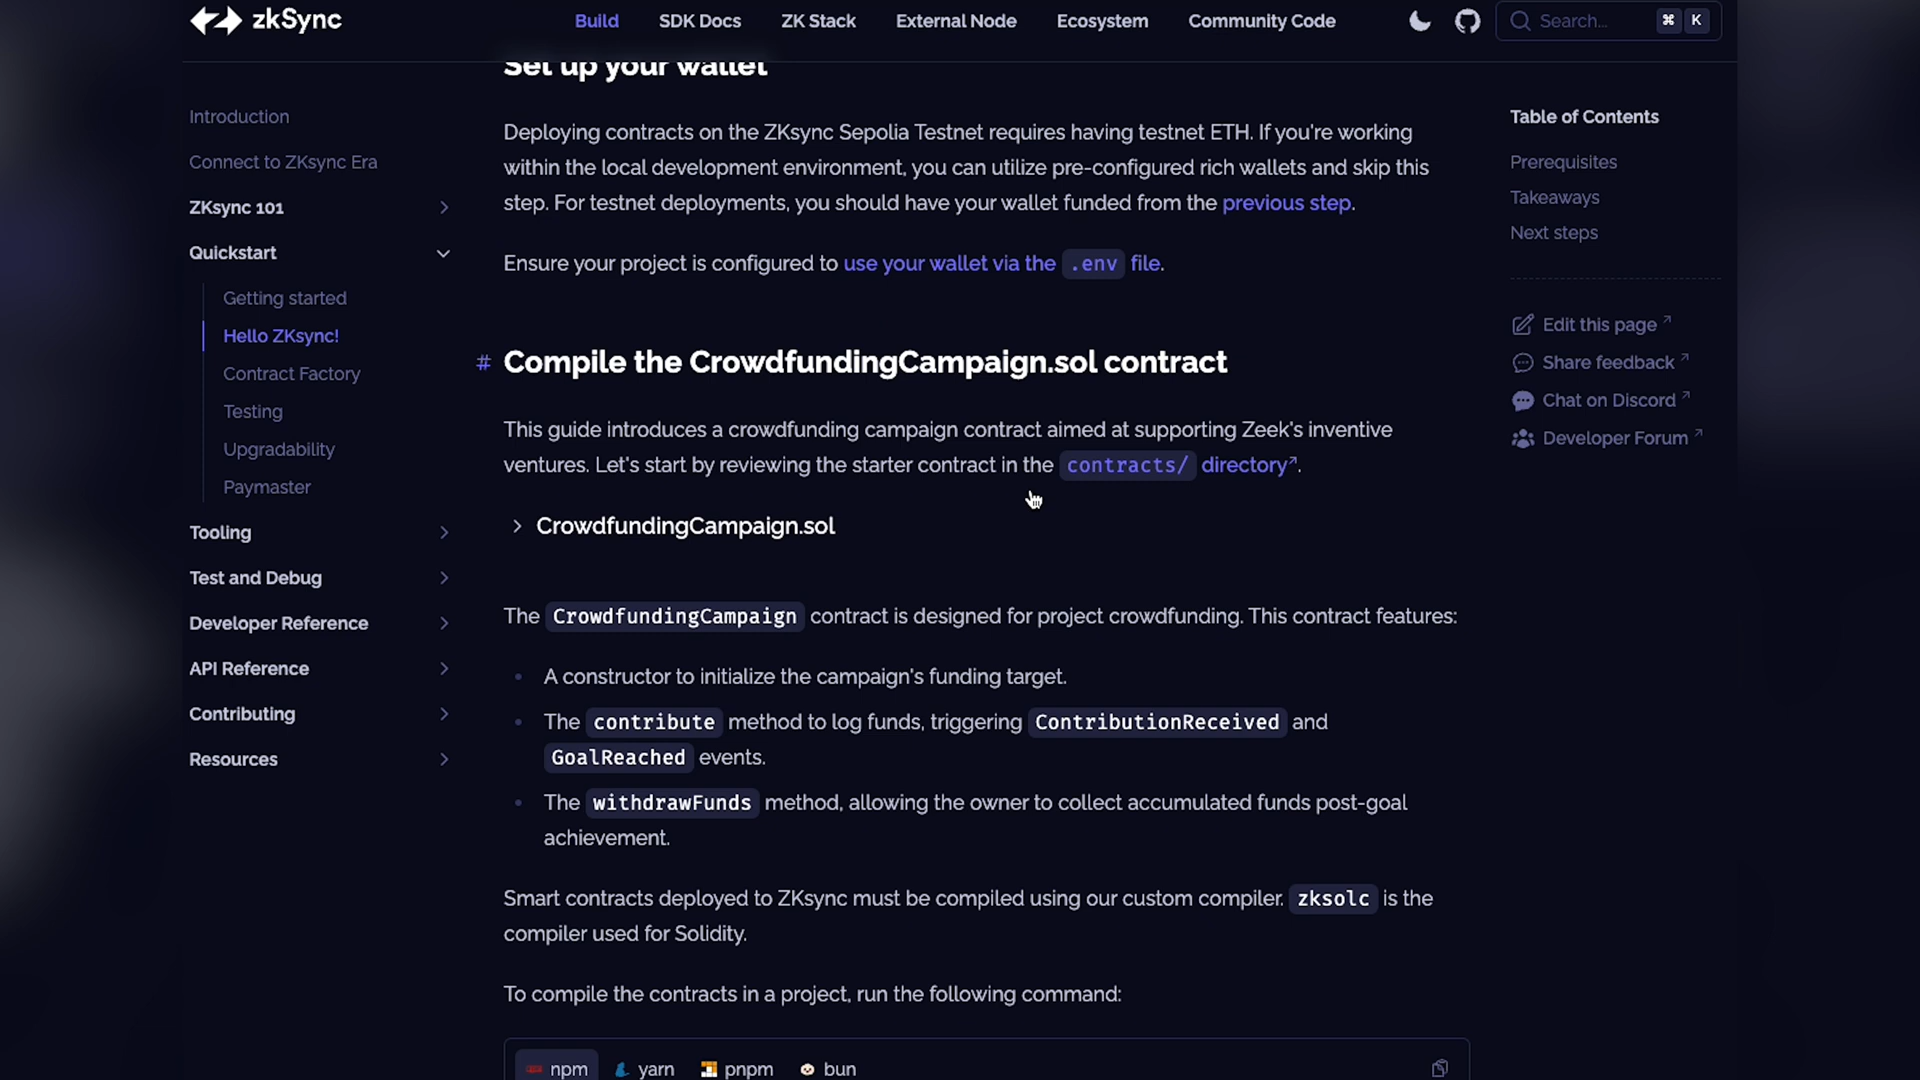 zkSync
Build
SDK Docs
ZK Stack
External Node
Ecosystem
Community Code
Search...
⌘ K
Introduction
Connect to ZKsync Era
ZKsync 101
Quickstart
Getting started
Hello ZKsync!
Contract Factory
Testing
Upgradability
Paymaster
Tooling
Test and Debug
Developer Reference
API Reference
Contributing
Resources
Set up your wallet
Deploying contracts on the ZKsync Sepolia Testnet requires having testnet ETH. If you're working
within the local development environment, you can utilize pre-configured rich wallets and skip this
step. For testnet deployments, you should have your wallet funded from the previous step.
Ensure your project is configured to use your wallet via the .env file.
# Compile the CrowdfundingCampaign.sol contract
This guide introduces a crowdfunding campaign contract aimed at supporting Zeek's inventive
ventures. Let's start by reviewing the starter contract in the contracts/ directory↗.
CrowdfundingCampaign.sol
The CrowdfundingCampaign contract is designed for project crowdfunding. This contract features:
• A constructor to initialize the campaign's funding target.
• The contribute method to log funds, triggering ContributionReceived and
GoalReached events.
• The withdrawFunds method, allowing the owner to collect accumulated funds post-goal
achievement.
Smart contracts deployed to ZKsync must be compiled using our custom compiler. zksolc is the
compiler used for Solidity.
To compile the contracts in a project, run the following command:
npm yarn pnpm bun
Table of Contents
Prerequisites
Takeaways
Next steps
Edit this page ↗
Share feedback ↗
Chat on Discord ↗
Developer Forum ↗